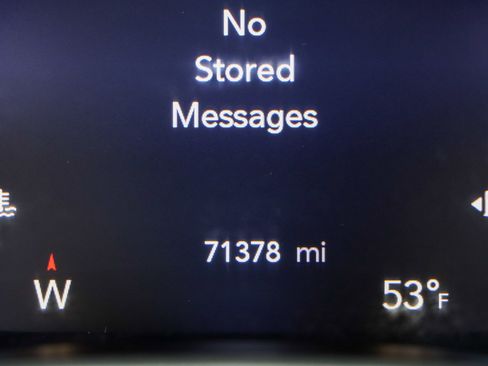 No
Stored
Messages
71378 mi
W
53°F